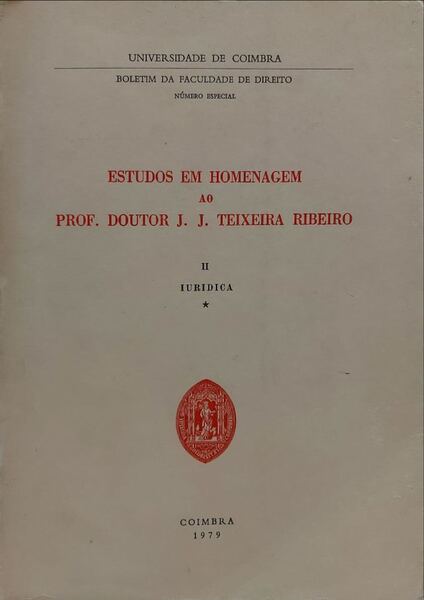 UNIVERSIDADE DE COIMBRA
BOLETIM DA FACULDADE DE DIREITO
NÚMERO ESPECIAL
ESTUDOS EM HOMENAGEM
AO
PROF. DOUTOR J. J. TEIXEIRA RIBEIRO
II
IURIDICA
★
COIMBRA
1979